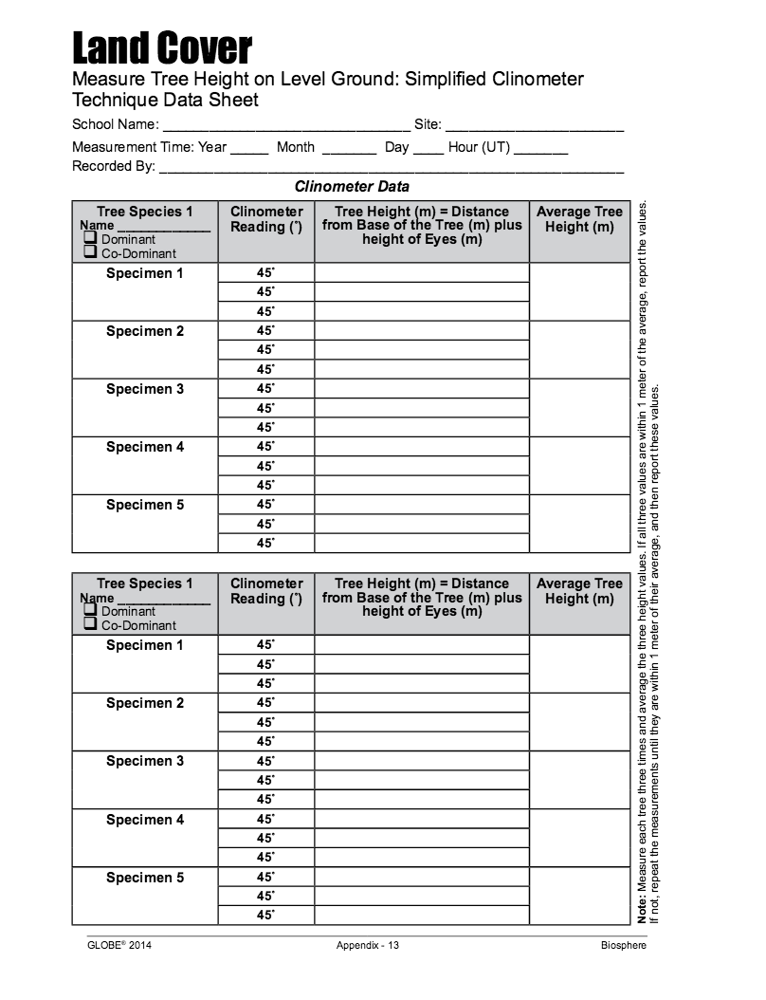 Land Cover
Measure Tree Height on Level Ground: Simplified Clinometer
Technique Data Sheet
School Name: ________________________________ Site: _______________________
Measurement Time: Year _____ Month _______ Day ____ Hour (UT) _______
Recorded By: ____________________________________________________________
Clinometer Data
Tree Species 1
Name _____________
❏ Dominant
❏ Co-Dominant
Clinometer
Reading (˚)
Tree Height (m) = Distance
from Base of the Tree (m) plus
height of Eyes (m)
Average Tree
Height (m)
Specimen 1
45˚
45˚
45˚
Specimen 2
45˚
45˚
45˚
Specimen 3
45˚
45˚
45˚
Specimen 4
45˚
45˚
45˚
Specimen 5
45˚
45˚
45˚
Tree Species 1
Name _____________
❏ Dominant
❏ Co-Dominant
Clinometer
Reading (˚)
Tree Height (m) = Distance
from Base of the Tree (m) plus
height of Eyes (m)
Average Tree
Height (m)
Specimen 1
45˚
45˚
45˚
Specimen 2
45˚
45˚
45˚
Specimen 3
45˚
45˚
45˚
Specimen 4
45˚
45˚
45˚
Specimen 5
45˚
45˚
45˚
Note: Measure each tree three times and average the three height values. If all three values are within 1 meter of the average, report the values.
If not, repeat the measurements until they are within 1 meter of their average, and then report these values.
GLOBE® 2014 Appendix - 13 Biosphere